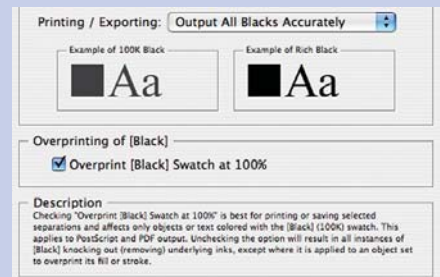 Printing / Exporting: Output All Blacks Accurately
Example of 100K Black
Example of Rich Black
Aa
Aa
Overprinting of [Black]
Overprint [Black] Swatch at 100%
Description
Checking "Overprint [Black] Swatch at 100%" is best for printing or saving selected
separations and affects only objects or text colored with the [Black] (100K) swatch. This
applies to PostScript and PDF output. Unchecking the option will result in all instances of
[Black] knocking out (removing) underlying inks, except where it is applied to an object set
to overprint its fill or stroke.